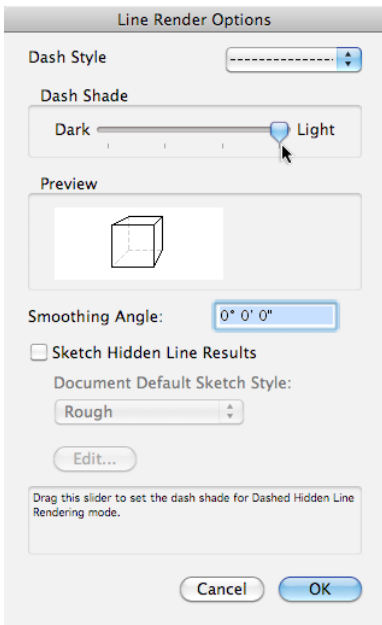 Line Render Options
Dash Style
Dash Shade
Dark Light
Preview
Smoothing Angle: 0° 0' 0"
Sketch Hidden Line Results
Document Default Sketch Style:
Rough
Edit...
Drag this slider to set the dash shade for Dashed Hidden Line
Rendering mode.
Cancel OK